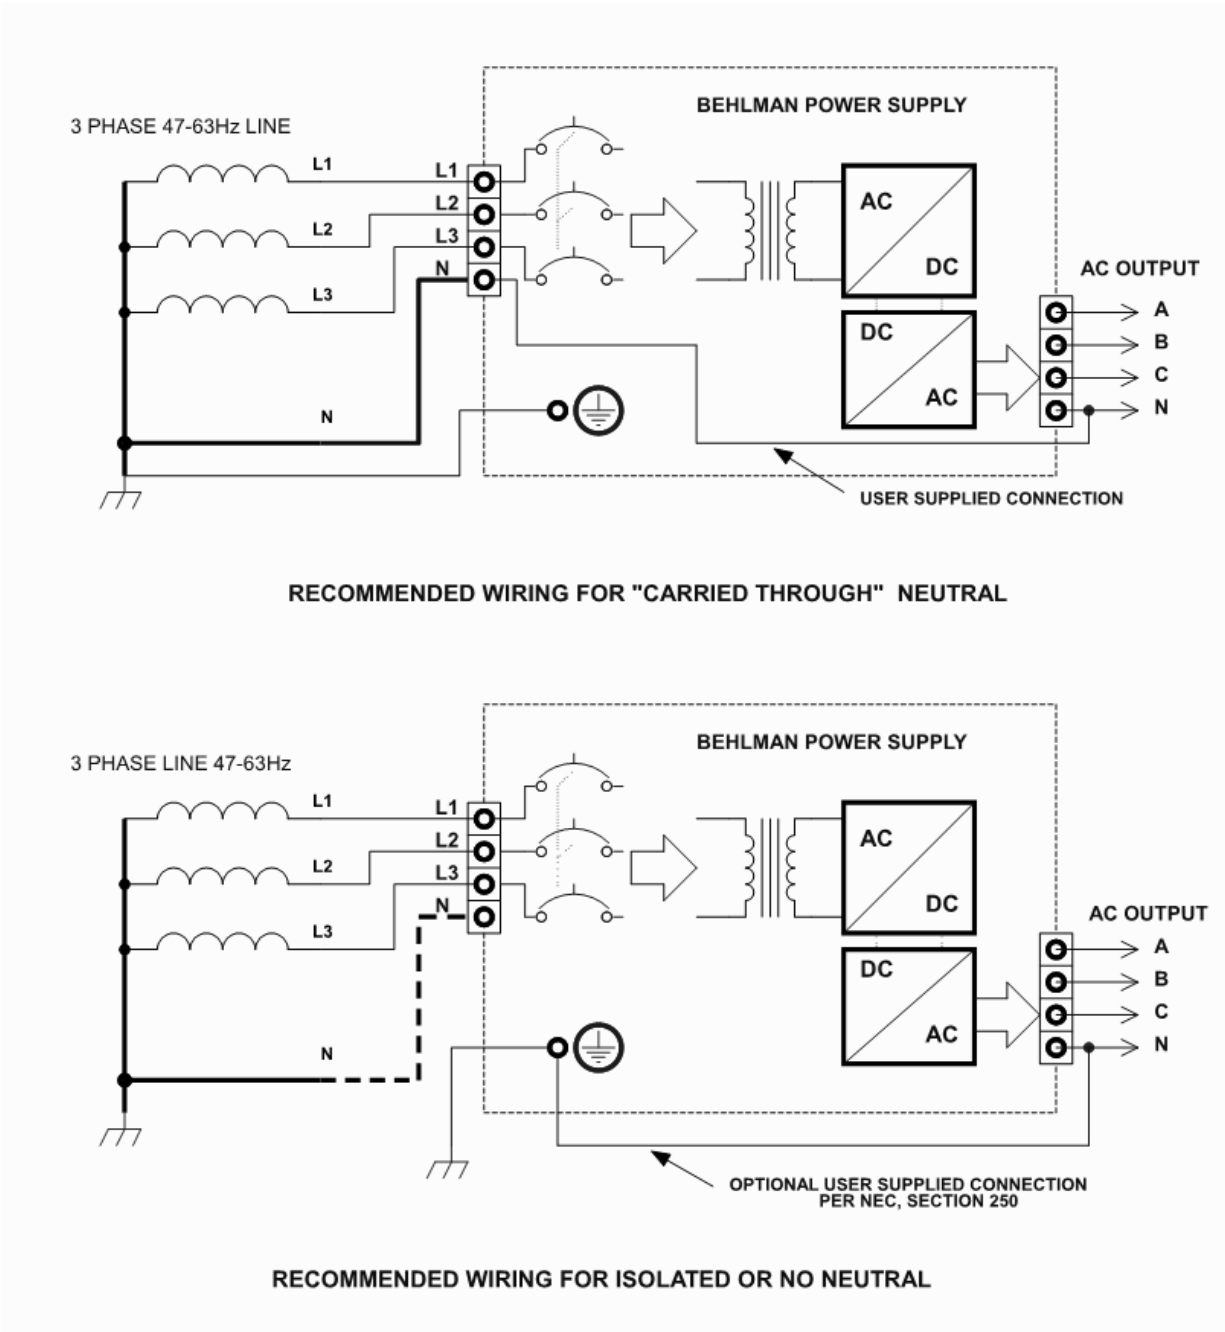 BEHLMAN POWER SUPPLY
3 PHASE 47-63Hz LINE
L1
L1
L2
L2
L3
L3
N
N
AC
DC
DC
AC
AC OUTPUT
A
B
C
N
USER SUPPLIED CONNECTION
RECOMMENDED WIRING FOR "CARRIED THROUGH" NEUTRAL
BEHLMAN POWER SUPPLY
3 PHASE LINE 47-63Hz
L1
L1
L2
L2
L3
L3
N
N
AC
DC
DC
AC
AC OUTPUT
A
B
C
N
OPTIONAL USER SUPPLIED CONNECTION
PER NEC, SECTION 250
RECOMMENDED WIRING FOR ISOLATED OR NO NEUTRAL